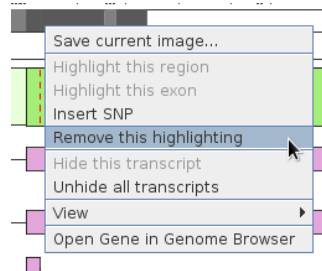 Save current image...
Highlight this region
Highlight this exon
Insert SNP
Remove this highlighting
Hide this transcript
Unhide all transcripts
View
Open Gene in Genome Browser